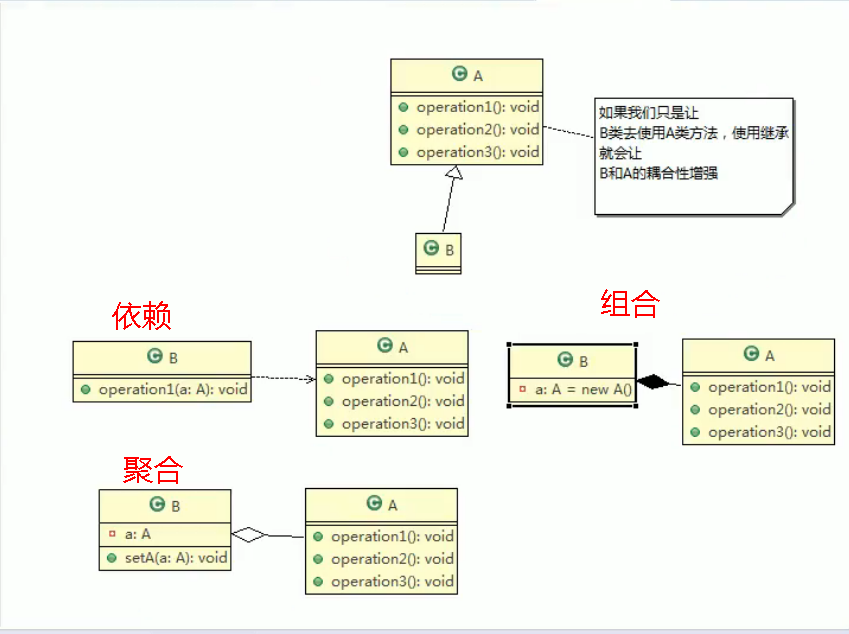 C A
operation1(): void
operation2(): void
operation3(): void
如果我们只是让
B类去使用A类方法，使用继承
就会让
B和A的耦合性增强
C B
依赖
C B
operation1(a: A): void
C A
operation1(): void
operation2(): void
operation3(): void
组合
C B
a: A = new A()
C A
operation1(): void
operation2(): void
operation3(): void
聚合
C B
a: A
setA(a: A): void
C A
operation1(): void
operation2(): void
operation3(): void